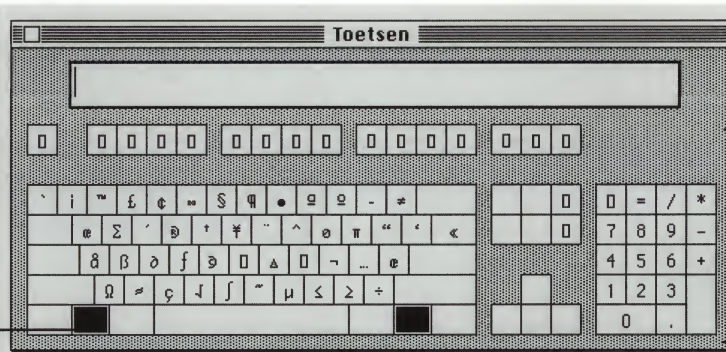 Toetsen
▯ ▯ ▯ ▯ ▯ ▯ ▯ ▯ ▯ ▯ ▯ ▯ ▯ ▯ ▯ ▯
` ¡ ™ £ ¢ ∞ § ¶ • ª º - ≠ ▯ ▯ = / *
œ Σ ´ ® † ¥ ¨ ^ ø π “ ‘ « ▯ 7 8 9 -
å ß ∂ ƒ ▯ ∆ ▯ ¬ … 4 5 6 +
Ω ≈ ç √ ∫ ~ µ ≤ ≥ ÷ 1 2 3
0 .